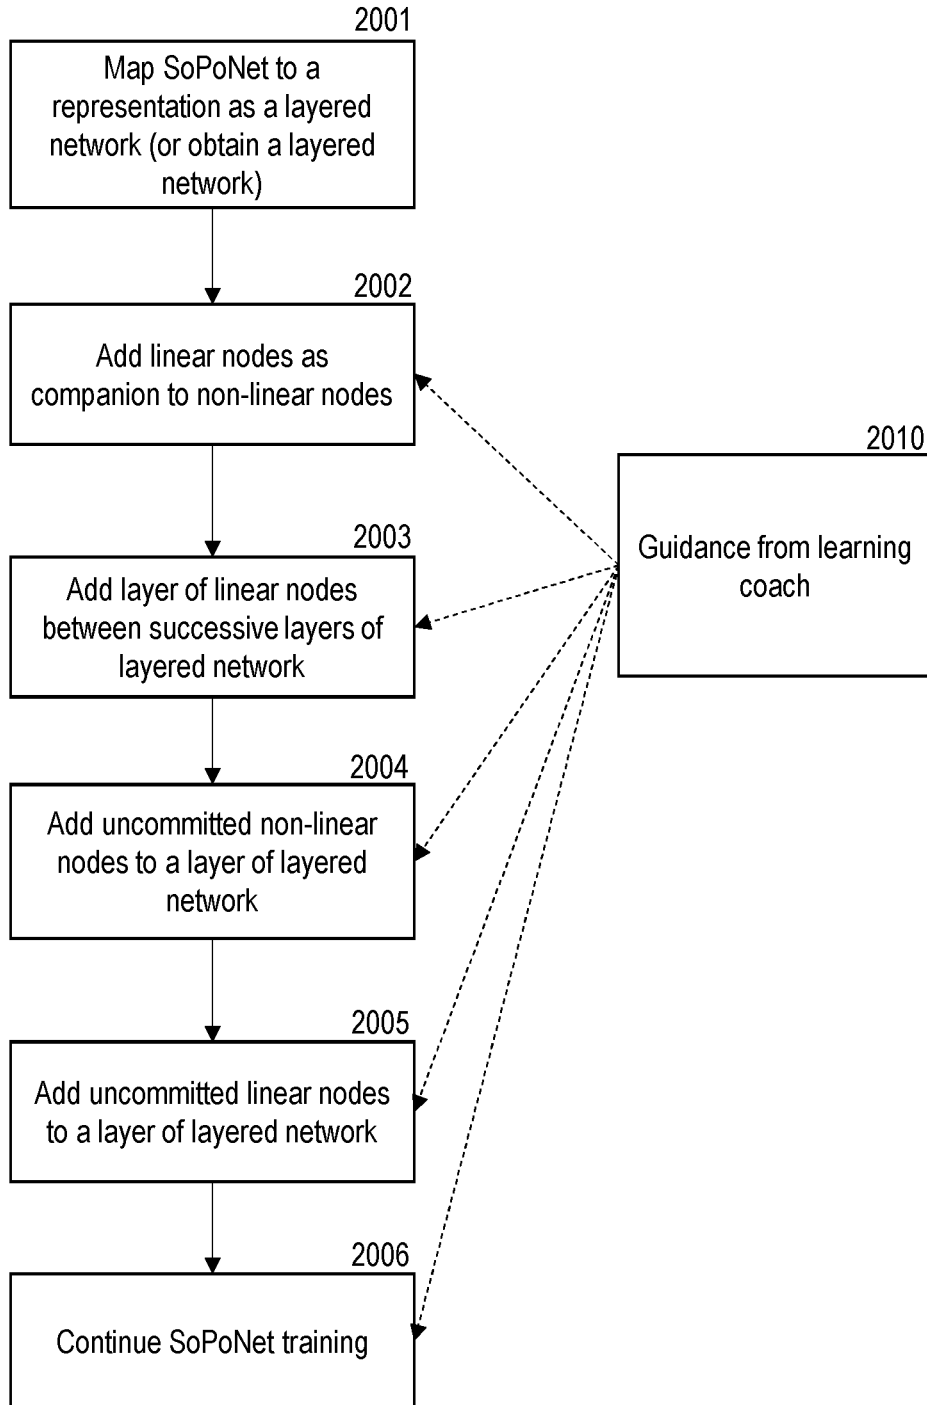 2001
Map SoPoNet to a
representation as a layered
network (or obtain a layered
network)
2002
Add linear nodes as
companion to non-linear nodes
2010
Guidance from learning
coach
2003
Add layer of linear nodes
between successive layers of
layered network
2004
Add uncommitted non-linear
nodes to a layer of layered
network
2005
Add uncommitted linear nodes
to a layer of layered network
2006
Continue SoPoNet training